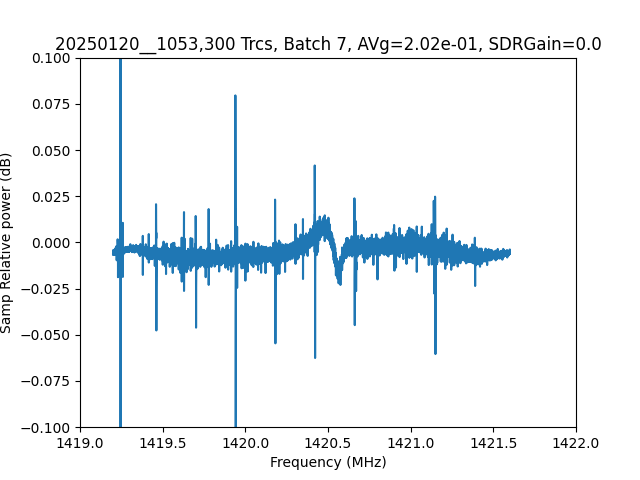 20250120__1053,300 Trcs, Batch 7, AVg=2.02e-01, SDRGain=0.0
0.100
0.075
0.050
0.025
0.000
−0.025
−0.050
−0.075
−0.100
Samp Relative power (dB)
1419.0 1419.5 1420.0 1420.5 1421.0 1421.5 1422.0
Frequency (MHz)